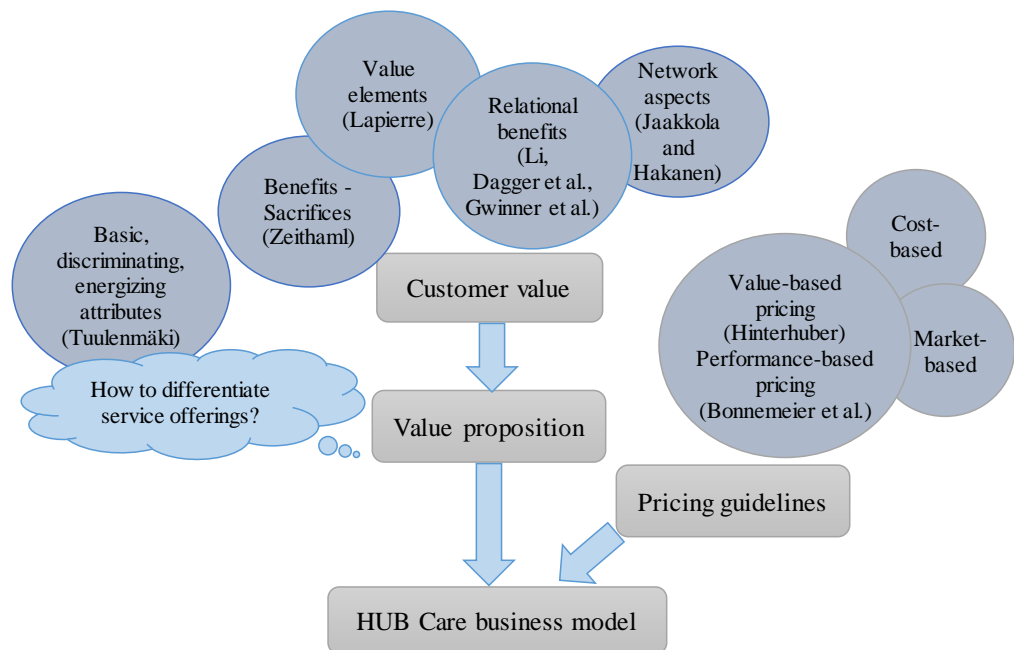 Value
elements
(Lapierre)
Relational
benefits
(Li,
Dagger et al.,
Gwinner et al.)
Network
aspects
(Jaakkola
and
Hakanen)
Benefits -
Sacrifices
(Zeithaml)
Basic,
discriminating,
energizing
attributes
(Tuulenmäki)
How to differentiate
service offerings?
Customer value
Value proposition
Cost-
based
Market-
based
Value-based
pricing
(Hinterhuber)
Performance-based
pricing
(Bonnemeier et al.)
Pricing guidelines
HUB Care business model